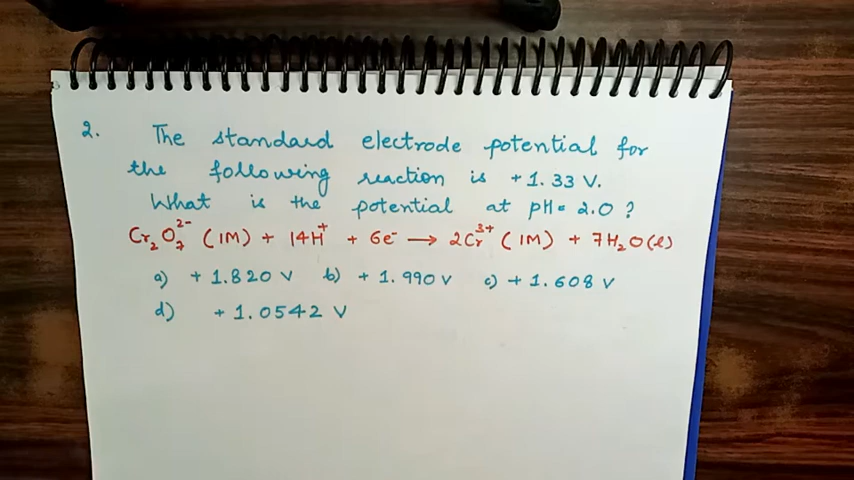 2. The standard electrode potential for
the following reaction is +1.33 V.
What is the potential at pH = 2.0 ?
Cr₂O₇²⁻ (1M) + 14H⁺ + 6e⁻ → 2Cr³⁺ (1M) + 7H₂O(l)
a) +1.820 V b) +1.990 V c) +1.608 V
d) +1.0542 V